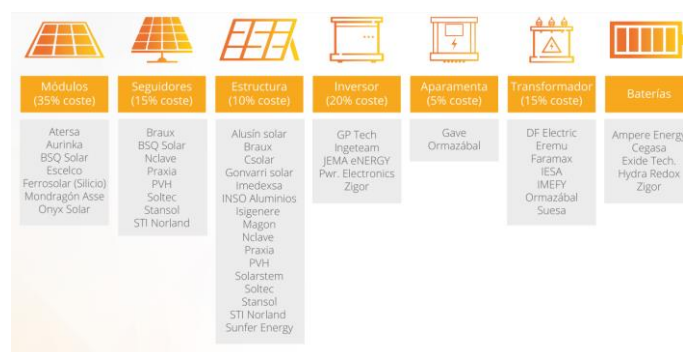 Módulos
(35% coste)
Atersa
Aurinka
BSQ Solar
Escelco
Ferrosolar (Silicio)
Mondragón Asse
Onyx Solar
Seguidores
(15% coste)
Braux
BSQ Solar
Nclave
Praxia
PVH
Soltec
Stansol
STI Norland
Estructura
(10% coste)
Alusín solar
Braux
Csolar
Gonvarri solar
Imedexsa
INSO Aluminios
Isigenere
Magon
Nclave
Praxia
PVH
Solarstem
Soltec
Stansol
STI Norland
Sunfer Energy
Inversor
(20% coste)
GP Tech
Ingeteam
JEMA eNERGY
Pwr. Electronics
Zigor
Aparamenta
(5% coste)
Gave
Ormazábal
Transformador
(15% coste)
DF Electric
Eremu
Faramax
IESA
IMEFY
Ormazábal
Suesa
Baterías
Ampere Energy
Cegasa
Exide Tech.
Hydra Redox
Zigor